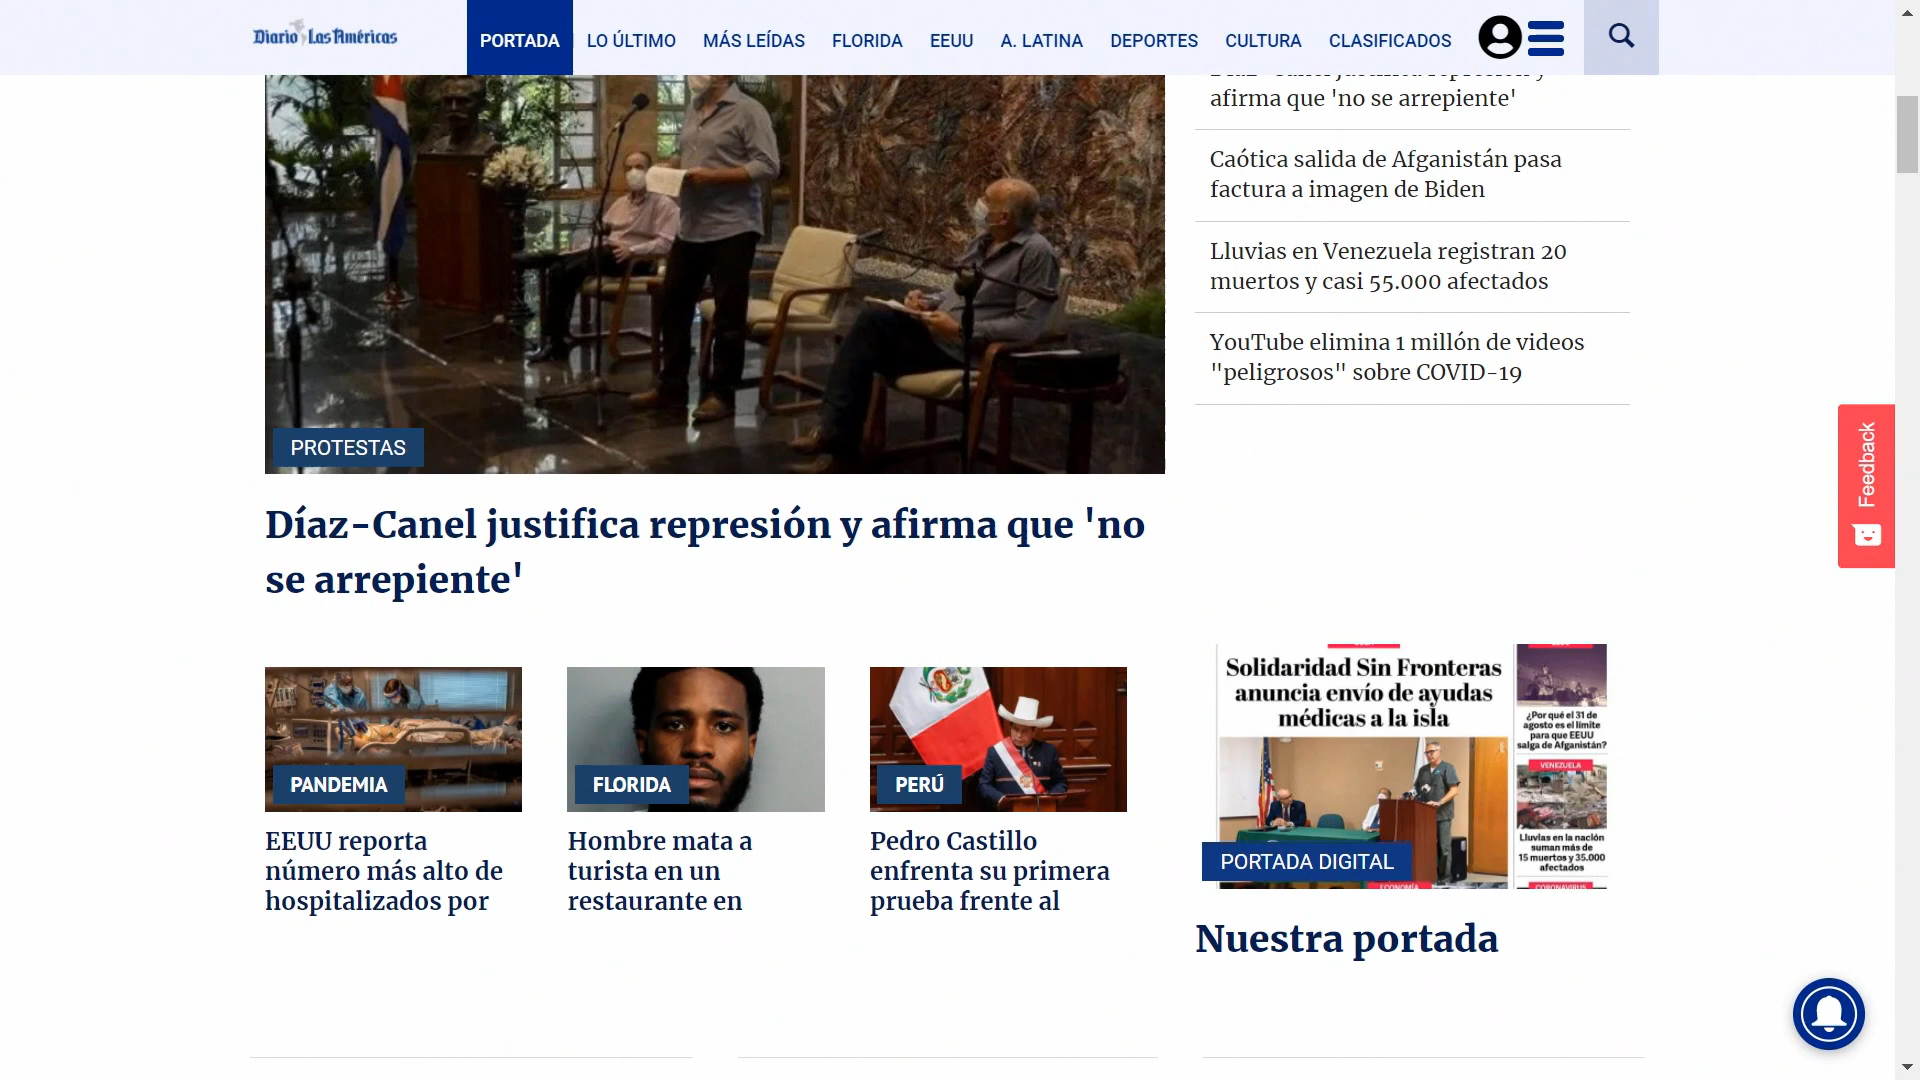 Diario Las Américas
PORTADA
LO ÚLTIMO
MÁS LEÍDAS
FLORIDA
EEUU
A. LATINA
DEPORTES
CULTURA
CLASIFICADOS
PROTESTAS
Díaz-Canel justifica represión y afirma que 'no
se arrepiente'
Díaz-Canel justifica represión y
afirma que 'no se arrepiente'
Caótica salida de Afganistán pasa
factura a imagen de Biden
Lluvias en Venezuela registran 20
muertos y casi 55.000 afectados
YouTube elimina 1 millón de videos
"peligrosos" sobre COVID-19
Feedback
PANDEMIA
EEUU reporta
número más alto de
hospitalizados por
FLORIDA
Hombre mata a
turista en un
restaurante en
PERÚ
Pedro Castillo
enfrenta su primera
prueba frente al
Solidaridad Sin Fronteras
anuncia envío de ayudas
médicas a la isla
¿Por qué el 31 de
agosto es el límite
para que EEUU
salga de Afganistán?
VENEZUELA
Lluvias en la nación
suman más de
15 muertos y 35.000
afectados
ECONOMÍA
CORONAVIRUS
PORTADA DIGITAL
Nuestra portada